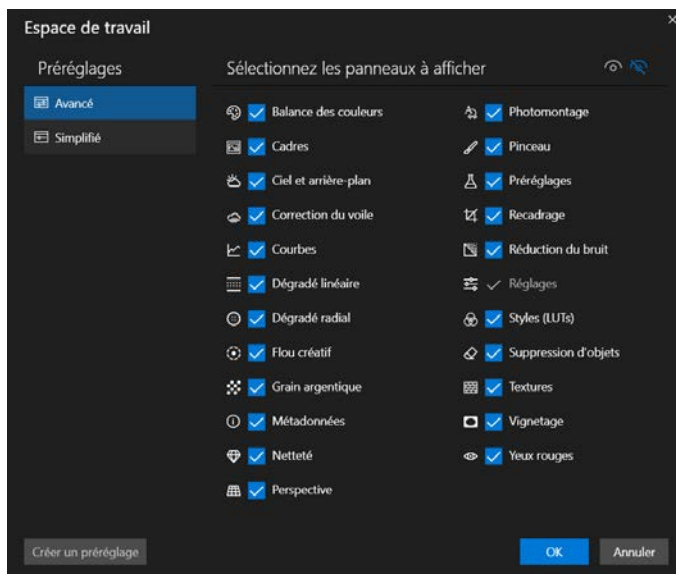 Espace de travail
Préréglages
Sélectionnez les panneaux à afficher
Avancé
Simplifié
Balance des couleurs
Cadres
Ciel et arrière-plan
Correction du voile
Courbes
Dégradé linéaire
Dégradé radial
Flou créatif
Grain argentique
Métadonnées
Netteté
Perspective
Photomontage
Pinceau
Préréglages
Recadrage
Réduction du bruit
Réglages
Styles (LUTs)
Suppression d'objets
Textures
Vignetage
Yeux rouges
Créer un préréglage
OK
Annuler